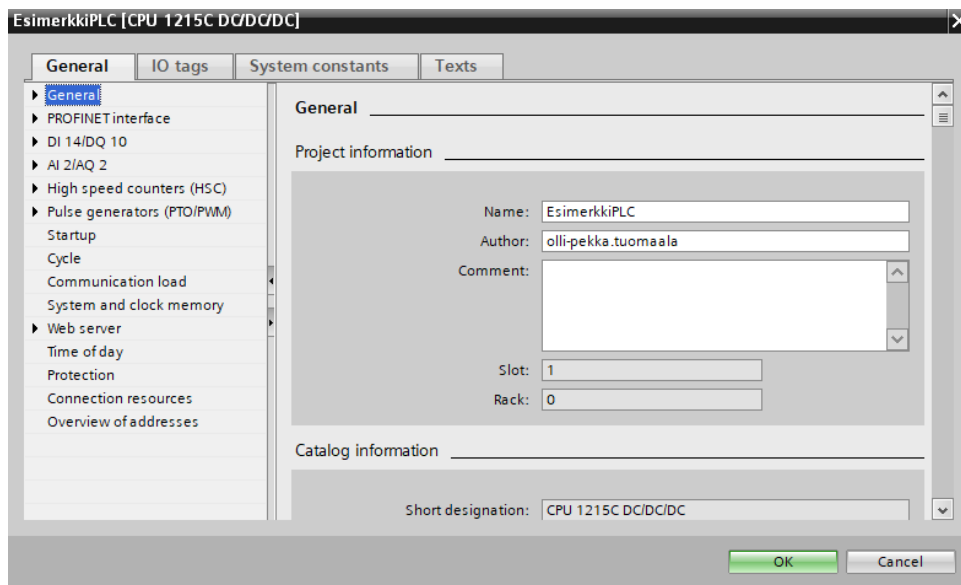 EsimerkkiPLC [CPU 1215C DC/DC/DC]
General IO tags System constants Texts
General
PROFINET interface
DI 14/DQ 10
AI 2/AQ 2
High speed counters (HSC)
Pulse generators (PTO/PWM)
Startup
Cycle
Communication load
System and clock memory
Web server
Time of day
Protection
Connection resources
Overview of addresses
General
Project information
Name: EsimerkkiPLC
Author: olli-pekka.tuomaala
Comment:
Slot: 1
Rack: 0
Catalog information
Short designation: CPU 1215C DC/DC/DC
OK Cancel